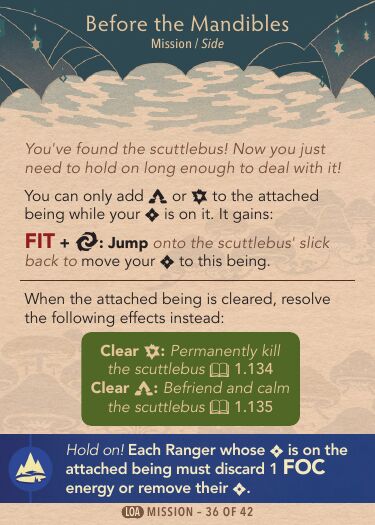 Before the Mandibles
Mission / Side
You've found the scuttlebus! Now you just
need to hold on long enough to deal with it!
You can only add or to the attached
being while your is on it. It gains:
FIT + : Jump onto the scuttlebus' slick
back to move your to this being.
When the attached being is cleared, resolve
the following effects instead:
Clear : Permanently kill
the scuttlebus 1.134
Clear : Befriend and calm
the scuttlebus 1.135
Hold on! Each Ranger whose is on the
attached being must discard 1 FOC
energy or remove their .
LOA MISSION – 36 OF 42